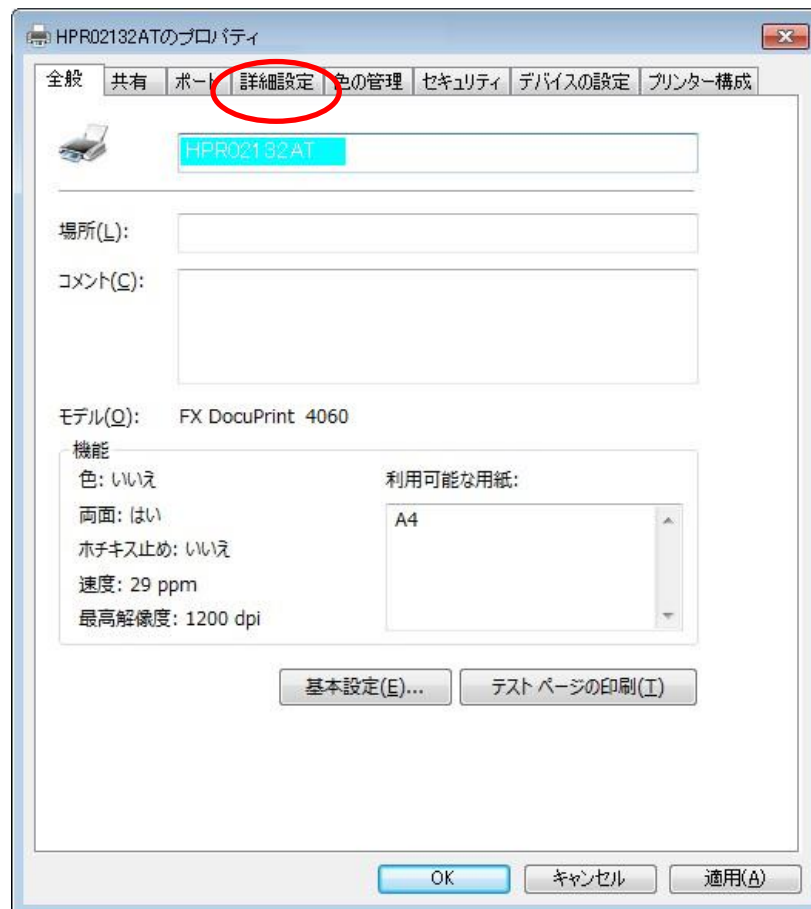 HPR02132ATのプロパティ
全般 共有 ポート 詳細設定 色の管理 セキュリティ デバイスの設定 プリンター構成
HPR02132AT
場所(L):
コメント(C):
モデル(O): FX DocuPrint 4060
機能
色: いいえ 利用可能な用紙:
両面: はい A4
ホチキス止め: いいえ
速度: 29 ppm
最高解像度: 1200 dpi
基本設定(E)... テスト ページの印刷(T)
OK キャンセル 適用(A)